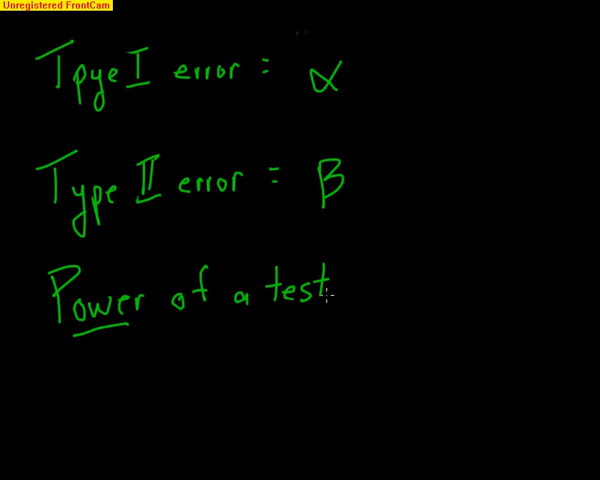 Unregistered FrontCam
Tpye I error = α
Type II error = β
Power of a test